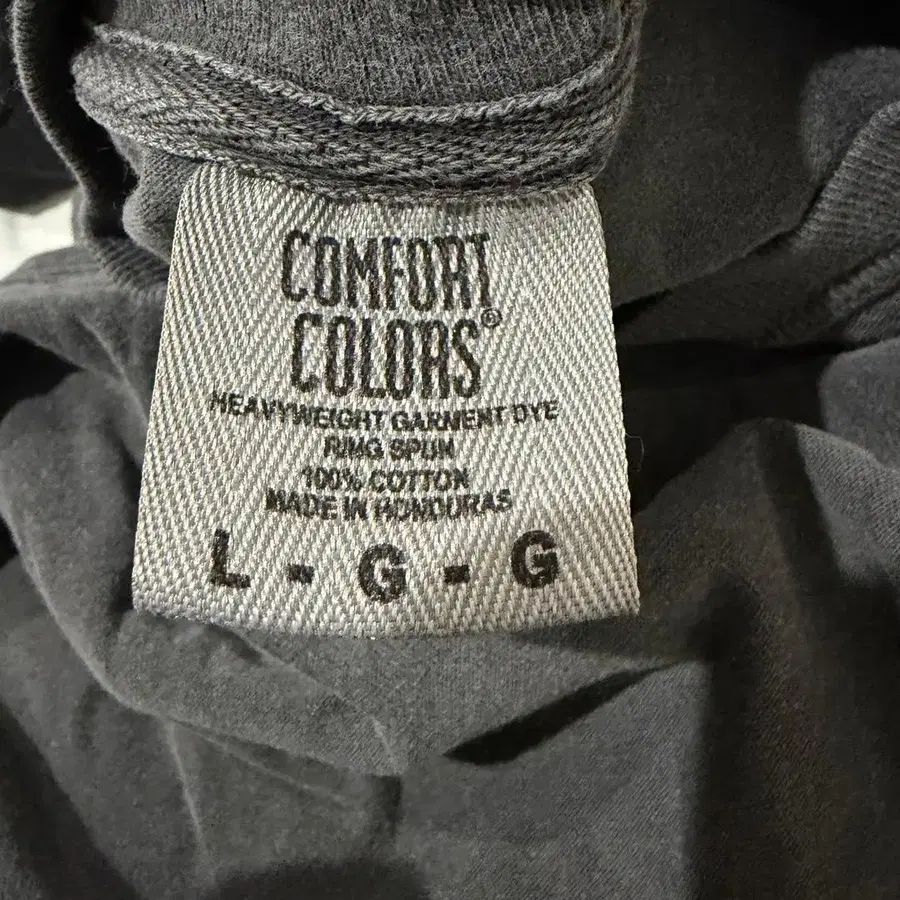 COMFORT
COLORS®
HEAVYWEIGHT GARMENT DYE
RING SPUN
100% COTTON
MADE IN HONDURAS
L - G - G